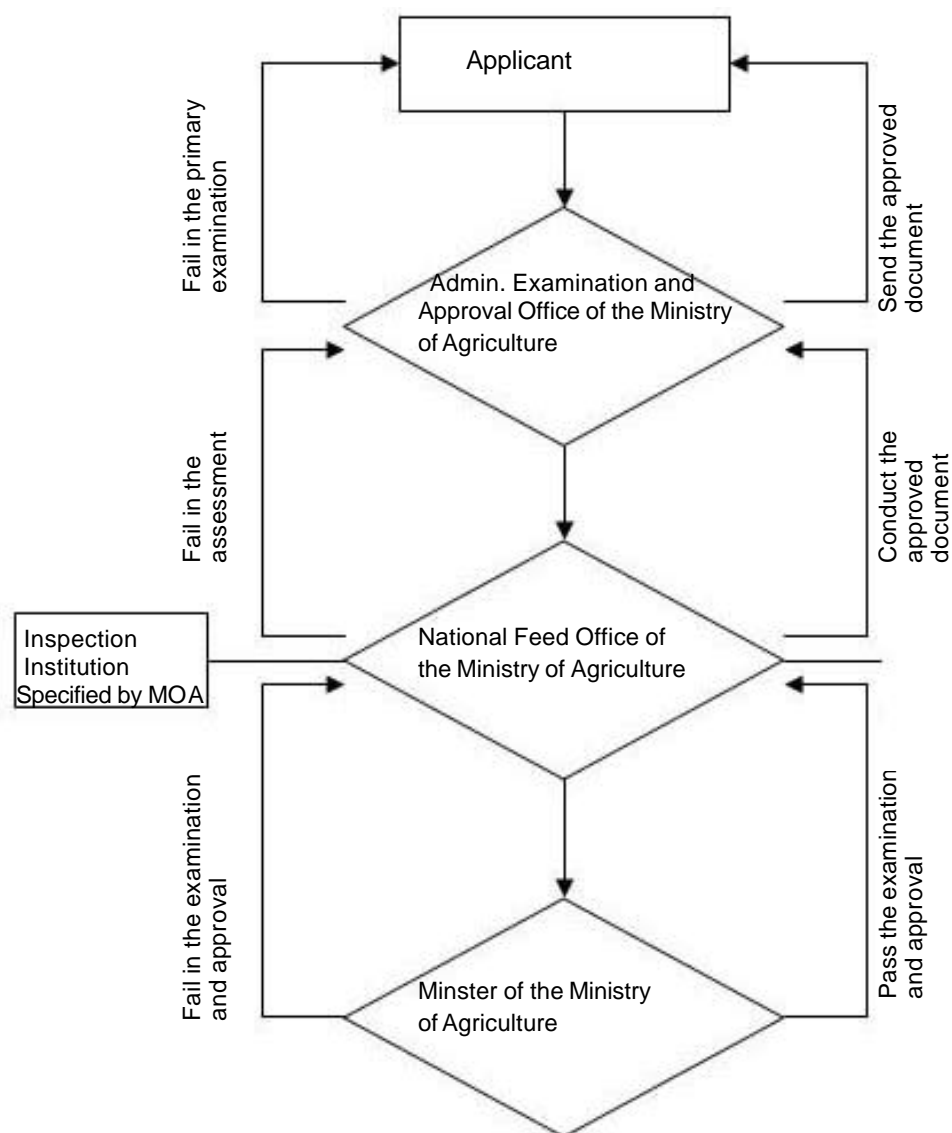 Applicant
Fail in the primary
examination
Send the approved
document
Admin. Examination and
Approval Office of the Ministry
of Agriculture
Fail in the
assessment
Conduct the
approved
document
Inspection
Institution
Specified by MOA
National Feed Office of
the Ministry of Agriculture
Fail in the examination
and approval
Pass the examination
and approval
Minster of the Ministry
of Agriculture